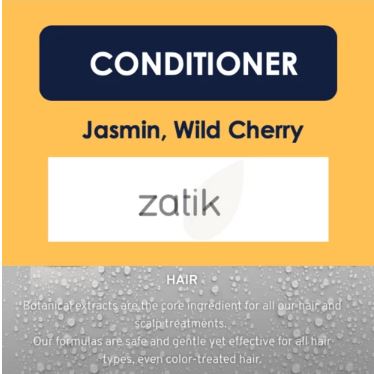 CONDITIONER
Jasmin, Wild Cherry
zatik
HAIR
Botanical extracts are the core ingredient for all our hair and
scalp treatments.
Our formulas are safe and gentle yet effective for all hair
types, even color-treated hair.